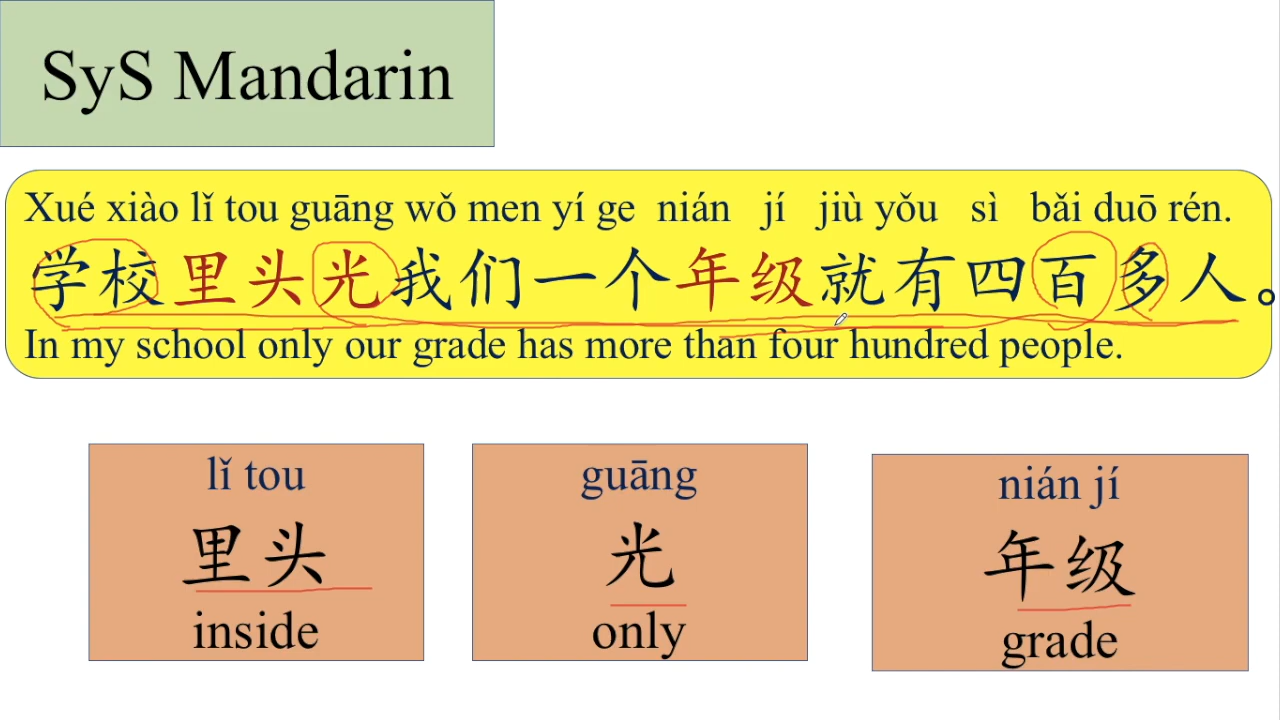 SyS Mandarin
Xué xiào lǐ tou guāng wǒ men yí ge nián jí jiù yǒu sì bǎi duō rén.
学校里头光我们一个年级就有四百多人。
In my school only our grade has more than four hundred people.
lǐ tou
里头
inside
guāng
光
only
nián jí
年级
grade